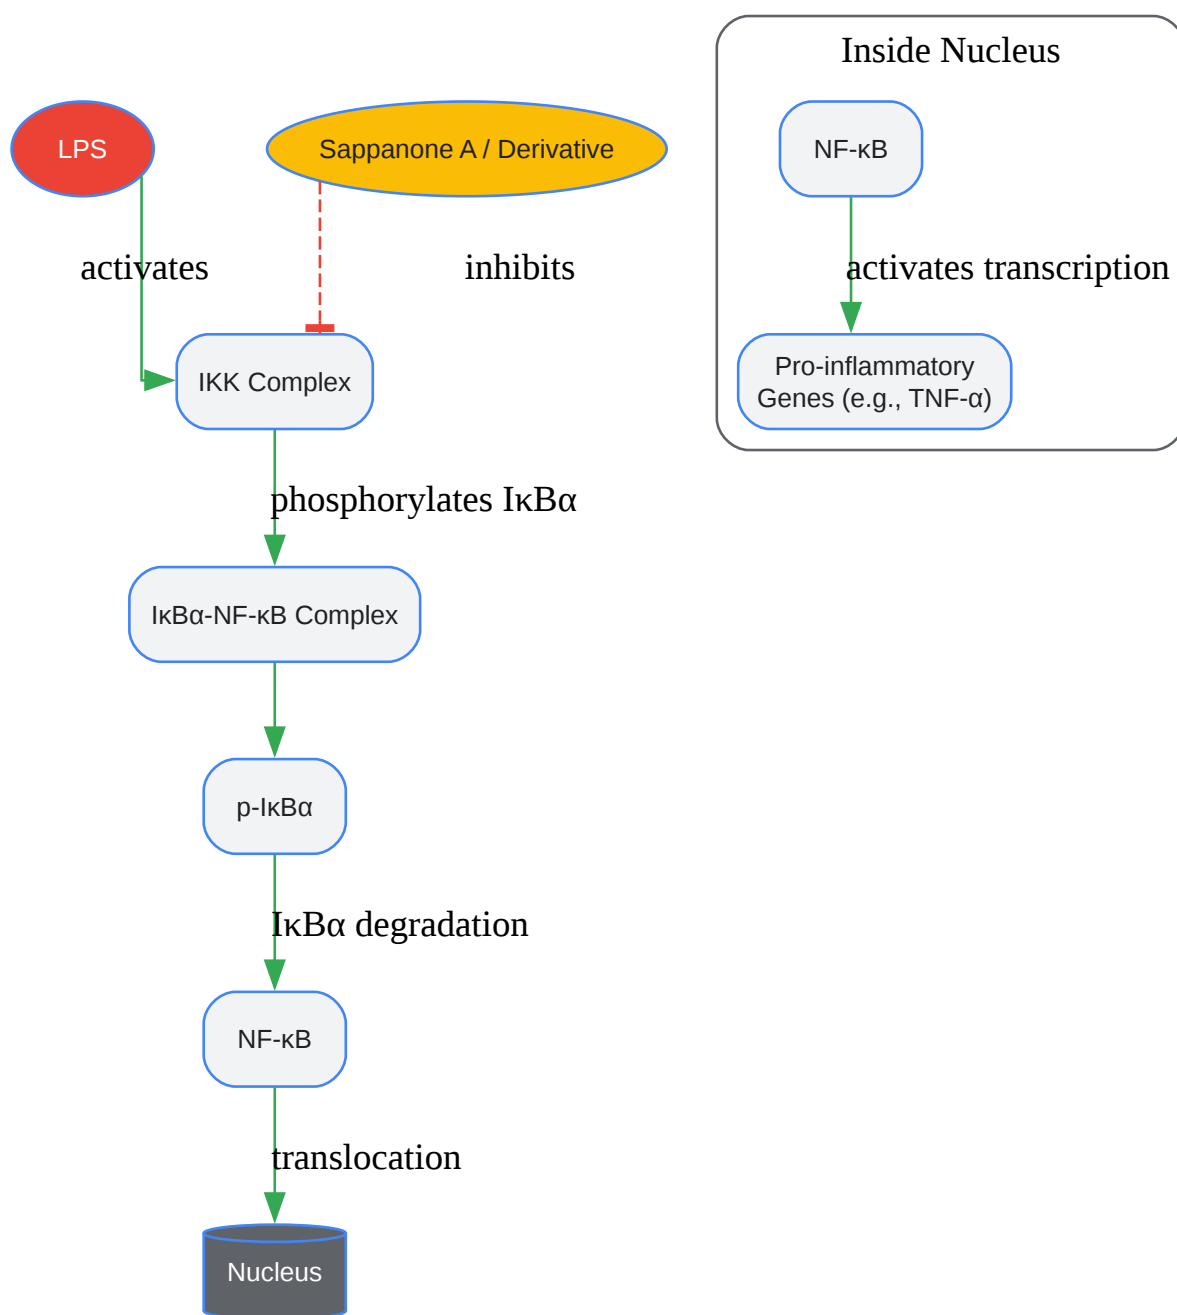 Inside Nucleus
LPS
Sappanone A / Derivative
NF-κB
activates
inhibits
activates transcription
IKK Complex
Pro-inflammatory
Genes (e.g., TNF-α)
phosphorylates IκBα
IκBα-NF-κB Complex
p-IκBα
IκBα degradation
NF-κB
translocation
Nucleus